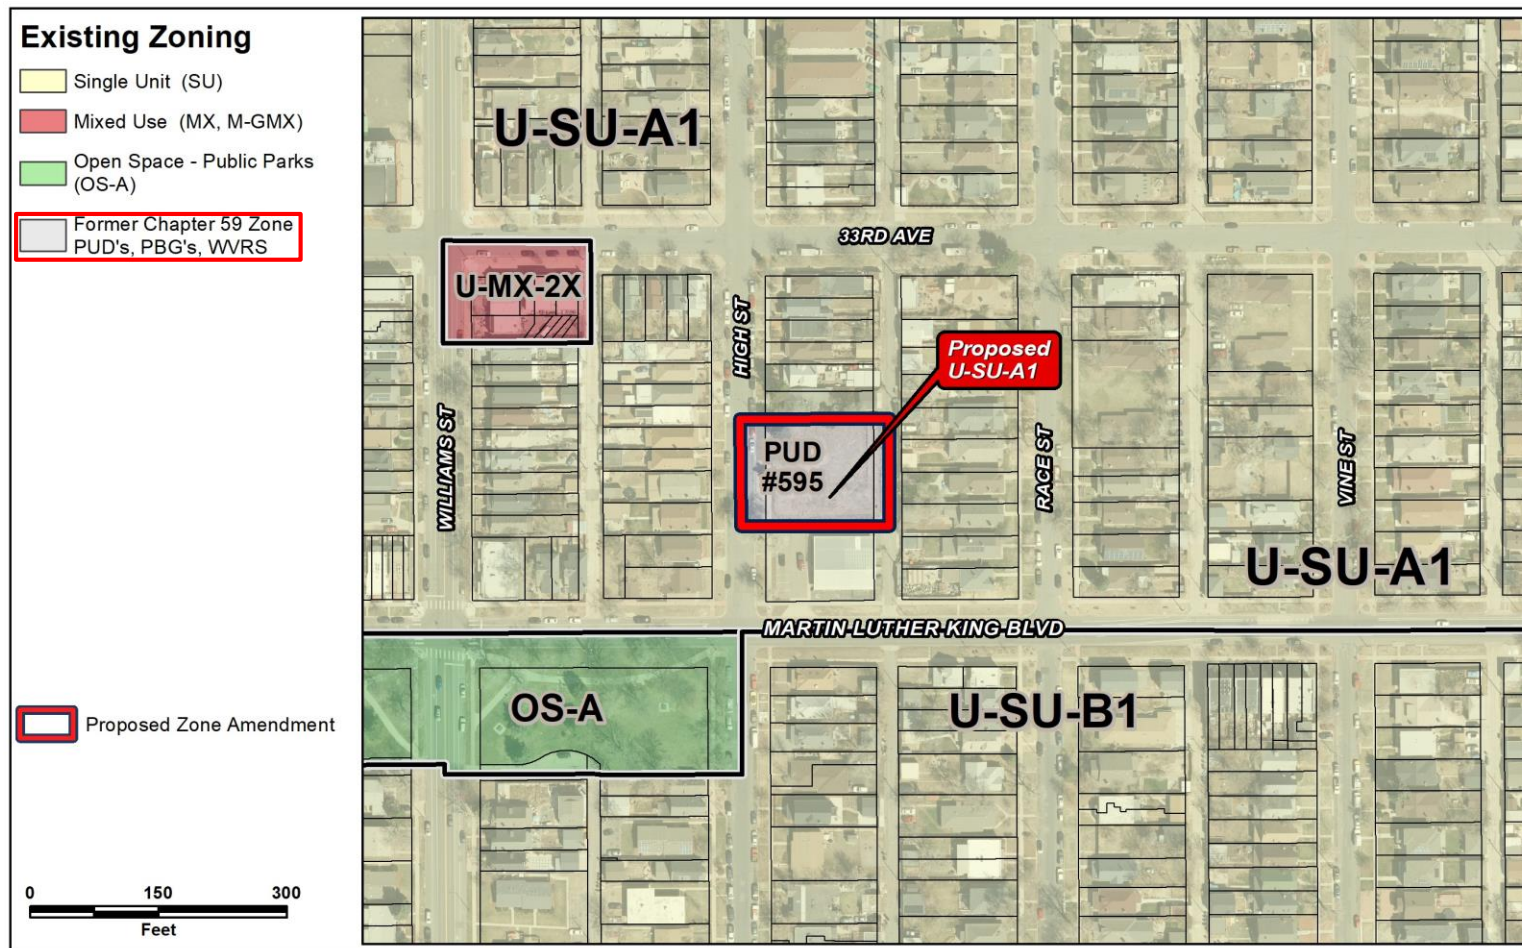 Existing Zoning
Single Unit (SU)
Mixed Use (MX, M-GMX)
Open Space - Public Parks
(OS-A)
Former Chapter 59 Zone
PUD's, PBG's, WVRS
Proposed Zone Amendment
0 150 300
Feet
U-SU-A1
33RD AVE
U-MX-2X
HIGH ST
Proposed
U-SU-A1
WILLIAMS ST
PUD
#595
RACE ST
VINE ST
U-SU-A1
MARTIN LUTHER KING BLVD
OS-A
U-SU-B1